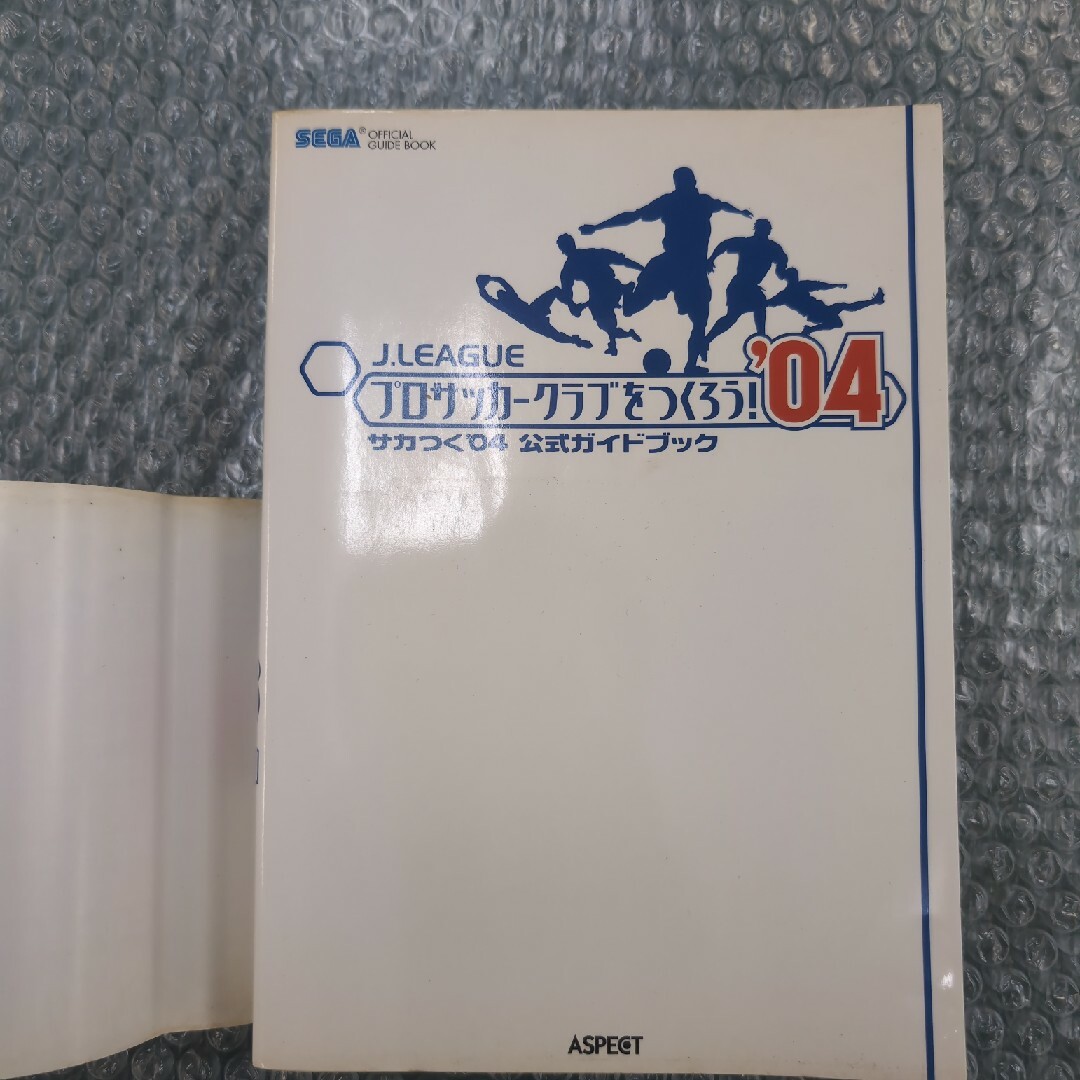 SEGA® OFFICIAL
GUIDE BOOK
J.LEAGUE
プロサッカークラブをつくろう!'04
サカつく'04 公式ガイドブック
ASPECT